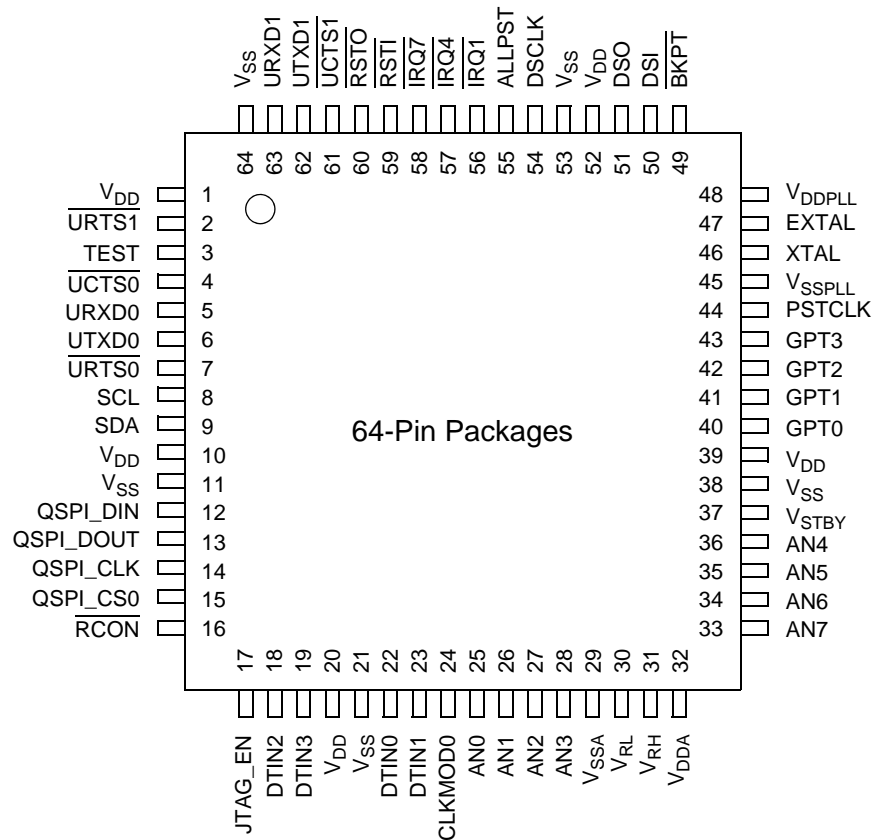 VSS URXD1 UTXD1 UCTS1 RSTO RSTI IRQ7 IRQ4 IRQ1 ALLPST DSCLK VSS VDD DSO DSI BKPT
64 63 62 61 60 59 58 57 56 55 54 53 52 51 50 49
VDD 1
URTS1 2
TEST 3
UCTS0 4
URXD0 5
UTXD0 6
URTS0 7
SCL 8
SDA 9
VDD 10
VSS 11
QSPI_DIN 12
QSPI_DOUT 13
QSPI_CLK 14
QSPI_CS0 15
RCON 16
64-Pin Packages
48 VDDPLL
47 EXTAL
46 XTAL
45 VSSPLL
44 PSTCLK
43 GPT3
42 GPT2
41 GPT1
40 GPT0
39 VDD
38 VSS
37 VSTBY
36 AN4
35 AN5
34 AN6
33 AN7
17 18 19 20 21 22 23 24 25 26 27 28 29 30 31 32
JTAG_EN DTIN2 DTIN3 VDD VSS DTIN0 DTIN1 CLKMOD0 AN0 AN1 AN2 AN3 VSSA VRL VRH VDDA